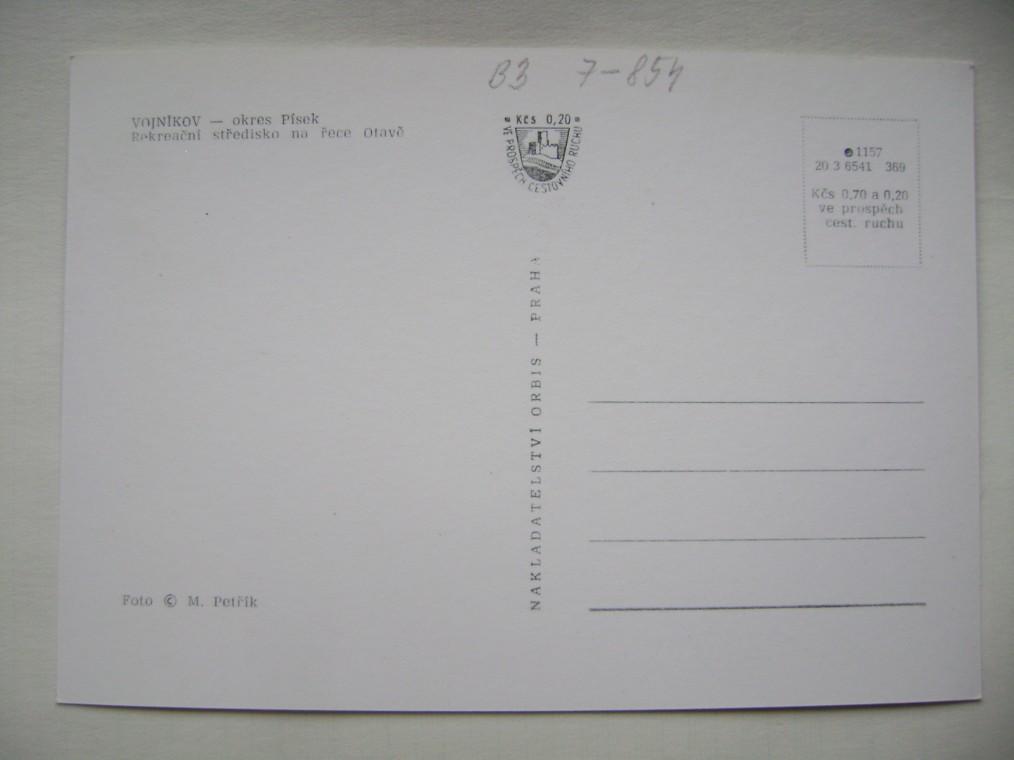 B3 7-854
VOJNÍKOV — okres Písek
Rekreační středisko na řece Otavě
Kčs 0,20
VE PROSPĚCH CESTOVNÍHO RUCHU
1157
20 3 6541 369
Kčs 0,70 a 0,20
ve prospěch
cest. ruchu
NAKLADATELSTVÍ ORBIS — PRAHA
Foto © M. Petřík